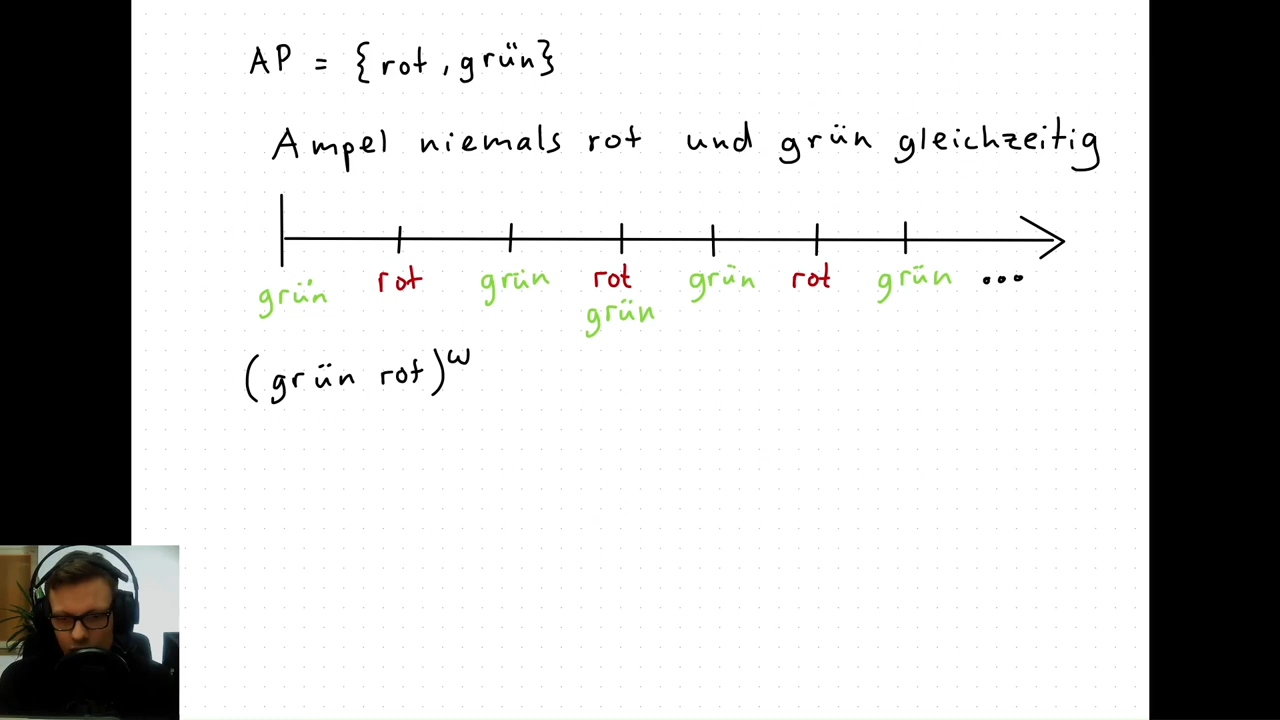 AP = {rot, grün}
Ampel niemals rot und grün gleichzeitig
grün rot grün rot grün rot grün ...
grün
(grün rot)^ω